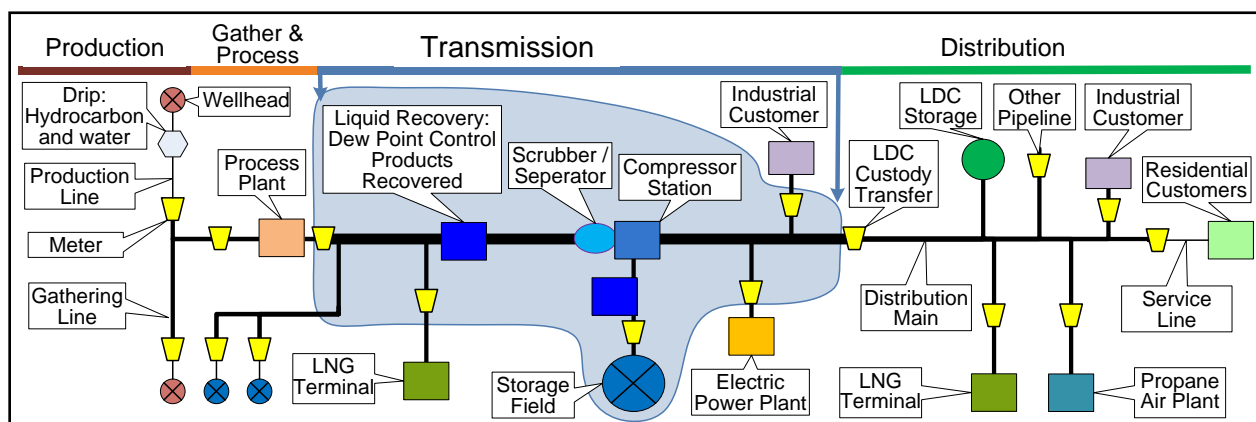 Production
Gather &
Process
Transmission
Distribution
Drip:
Hydrocarbon
and water
Wellhead
Production
Line
Meter
Gathering
Line
Process
Plant
Liquid Recovery:
Dew Point Control
Products
Recovered
Scrubber /
Seperator
Compressor
Station
Industrial
Customer
LDC
Custody
Transfer
LDC
Storage
Other
Pipeline
Industrial
Customer
Residential
Customers
LNG
Terminal
Storage
Field
Electric
Power Plant
Distribution
Main
LNG
Terminal
Propane
Air Plant
Service
Line